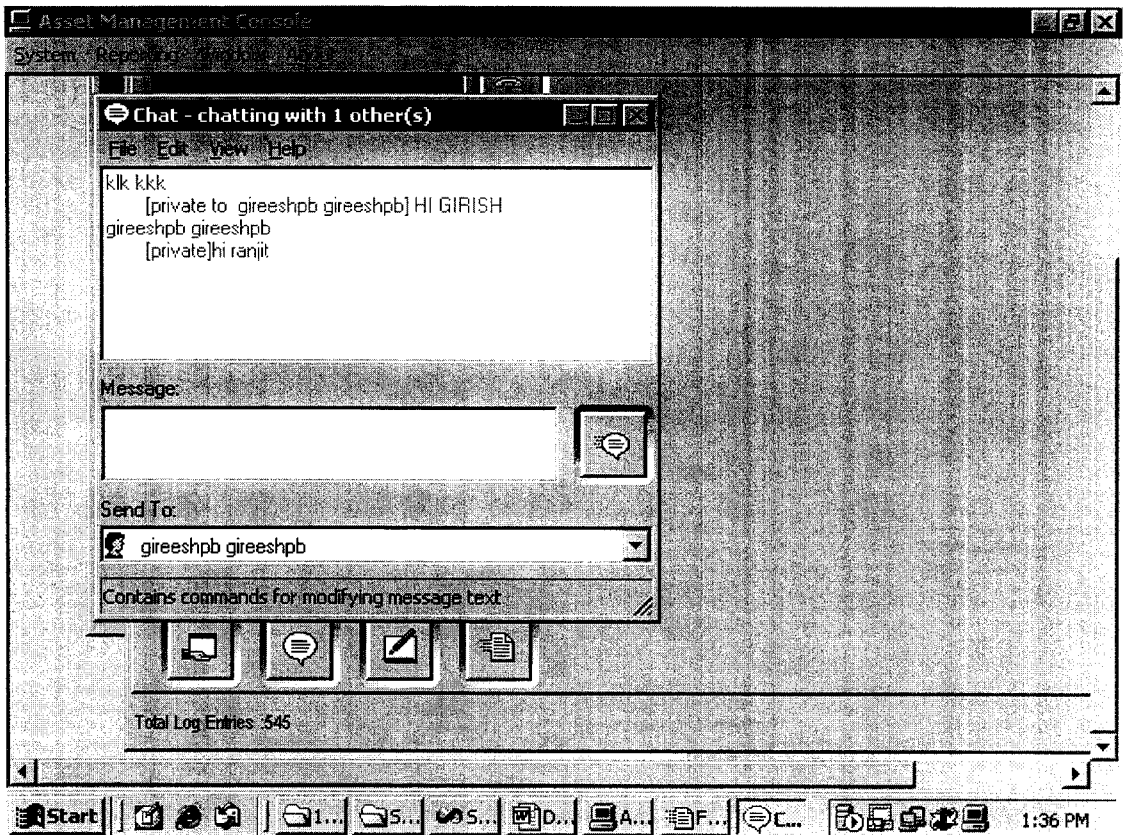 Asset Management Console
System Reporting
Chat - chatting with 1 other(s)
File Edit View Help
klk kkk
[private to gireeshpb gireeshpb] HI GIRISH
gireeshpb gireeshpb
[private]hi ranjit
Message:
Send To:
gireeshpb gireeshpb
Contains commands for modifying message text
Total Log Entries :545
Start 1... S... S... D... A... F... C... 1:36 PM